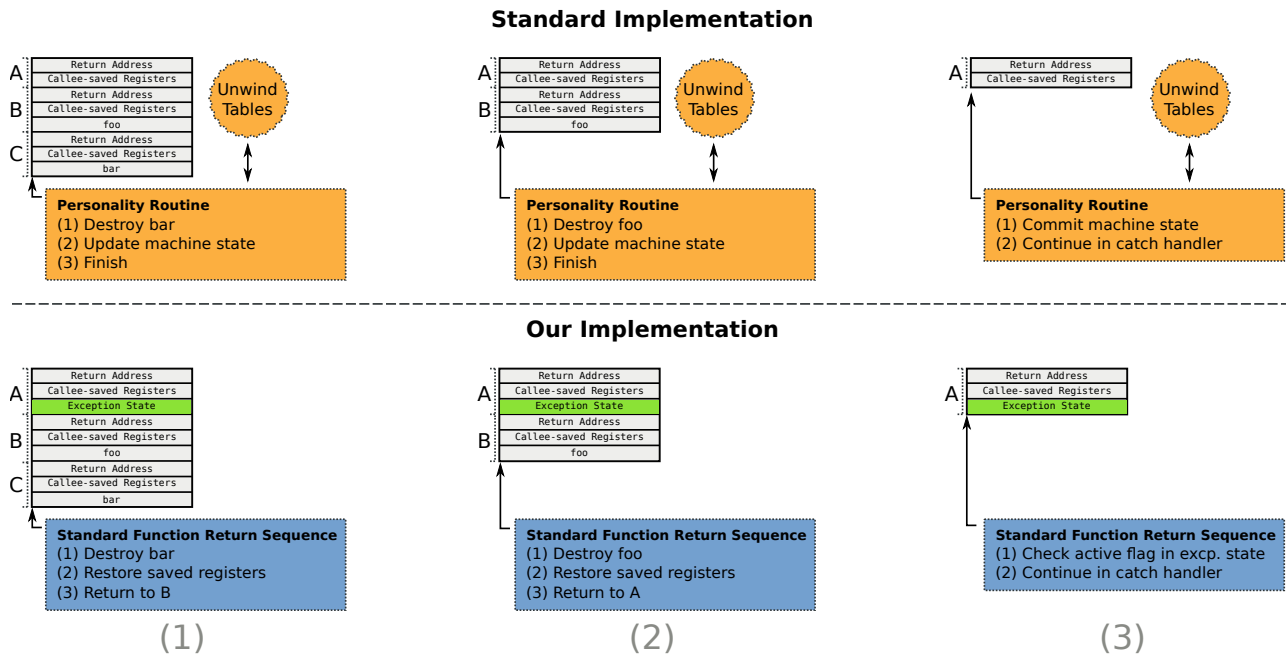 Standard Implementation
A
Return Address
Callee-saved Registers
B
Return Address
Callee-saved Registers
foo
C
Return Address
Callee-saved Registers
bar
Unwind
Tables
Personality Routine
(1) Destroy bar
(2) Update machine state
(3) Finish
A
Return Address
Callee-saved Registers
B
Return Address
Callee-saved Registers
foo
Unwind
Tables
Personality Routine
(1) Destroy foo
(2) Update machine state
(3) Finish
A
Return Address
Callee-saved Registers
Unwind
Tables
Personality Routine
(1) Commit machine state
(2) Continue in catch handler
Our Implementation
A
Return Address
Callee-saved Registers
Exception State
B
Return Address
Callee-saved Registers
foo
C
Return Address
Callee-saved Registers
bar
Standard Function Return Sequence
(1) Destroy bar
(2) Restore saved registers
(3) Return to B
(1)
A
Return Address
Callee-saved Registers
Exception State
B
Return Address
Callee-saved Registers
foo
Standard Function Return Sequence
(1) Destroy foo
(2) Restore saved registers
(3) Return to A
(2)
A
Return Address
Callee-saved Registers
Exception State
Standard Function Return Sequence
(1) Check active flag in excp. state
(2) Continue in catch handler
(3)